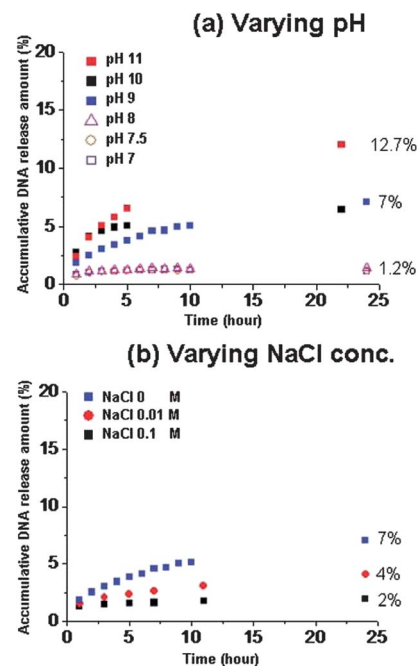 (a) Varying pH
Accumulative DNA release amount (%)
20
15
10
5
0
pH 11
pH 10
pH 9
pH 8
pH 7.5
pH 7
12.7%
7%
1.2%
0 5 10 15 20 25
Time (hour)
(b) Varying NaCl conc.
Accumulative DNA release amount (%)
20
15
10
5
0
NaCl 0 M
NaCl 0.01 M
NaCl 0.1 M
7%
4%
2%
0 5 10 15 20 25
Time (hour)